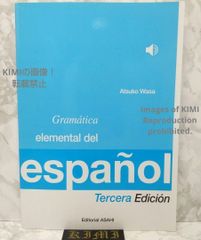 KIMIの画像！
転載禁止
Atsuko Wasa
Images of KIMI
Reproduction
prohibited.
Gramática
elemental del
español
Tercera Edición
Editorial ASAHI
KIMI